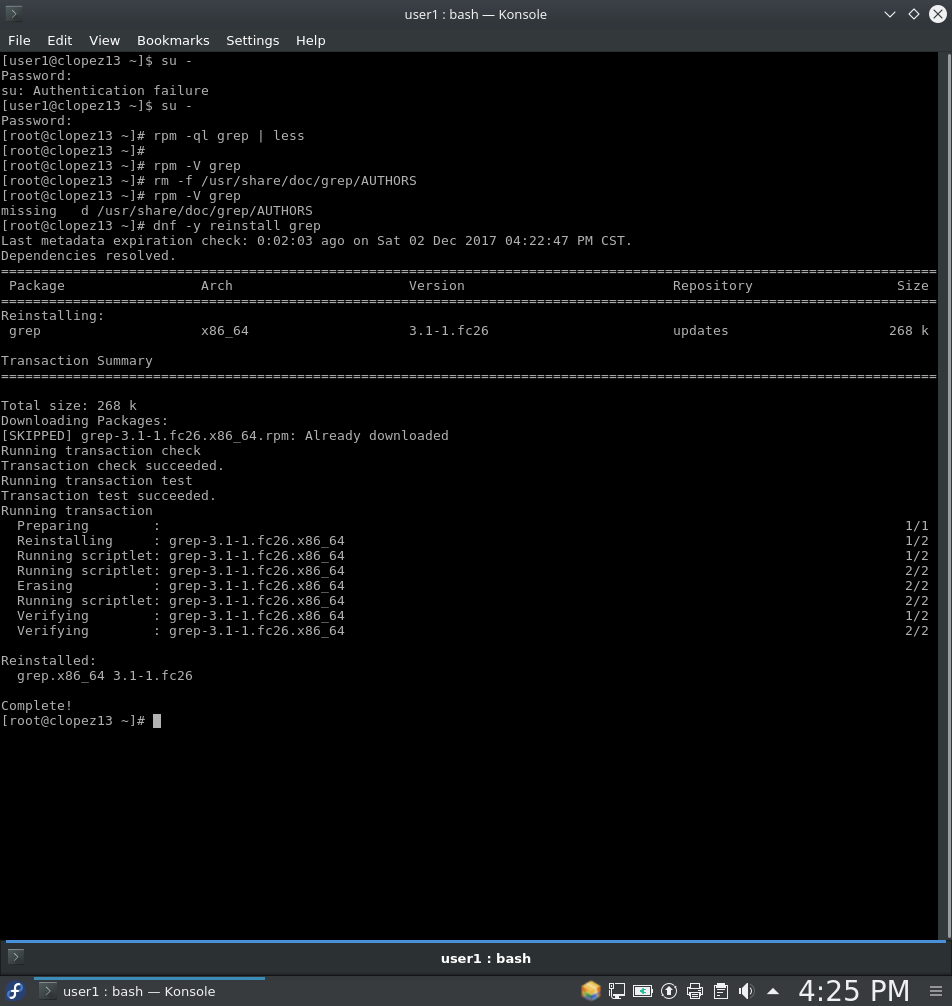 user1 : bash — Konsole
File Edit View Bookmarks Settings Help
[user1@clopez13 ~]$ su -
Password:
su: Authentication failure
[user1@clopez13 ~]$ su -
Password:
[root@clopez13 ~]# rpm -ql grep | less
[root@clopez13 ~]#
[root@clopez13 ~]# rpm -V grep
[root@clopez13 ~]# rm -f /usr/share/doc/grep/AUTHORS
[root@clopez13 ~]# rpm -V grep
missing   d /usr/share/doc/grep/AUTHORS
[root@clopez13 ~]# dnf -y reinstall grep
Last metadata expiration check: 0:02:03 ago on Sat 02 Dec 2017 04:22:47 PM CST.
Dependencies resolved.
================================================================================
Package Arch Version Repository Size
================================================================================
Reinstalling:
grep x86_64 3.1-1.fc26 updates 268 k
Transaction Summary
================================================================================
Total size: 268 k
Downloading Packages:
[SKIPPED] grep-3.1-1.fc26.x86_64.rpm: Already downloaded
Running transaction check
Transaction check succeeded.
Running transaction test
Transaction test succeeded.
Running transaction
Preparing        : 1/1
Reinstalling     : grep-3.1-1.fc26.x86_64 1/2
Running scriptlet: grep-3.1-1.fc26.x86_64 1/2
Running scriptlet: grep-3.1-1.fc26.x86_64 2/2
Erasing          : grep-3.1-1.fc26.x86_64 2/2
Running scriptlet: grep-3.1-1.fc26.x86_64 2/2
Verifying        : grep-3.1-1.fc26.x86_64 1/2
Verifying        : grep-3.1-1.fc26.x86_64 2/2
Reinstalled:
grep.x86_64 3.1-1.fc26
Complete!
[root@clopez13 ~]#
user1 : bash
user1 : bash — Konsole
4:25 PM